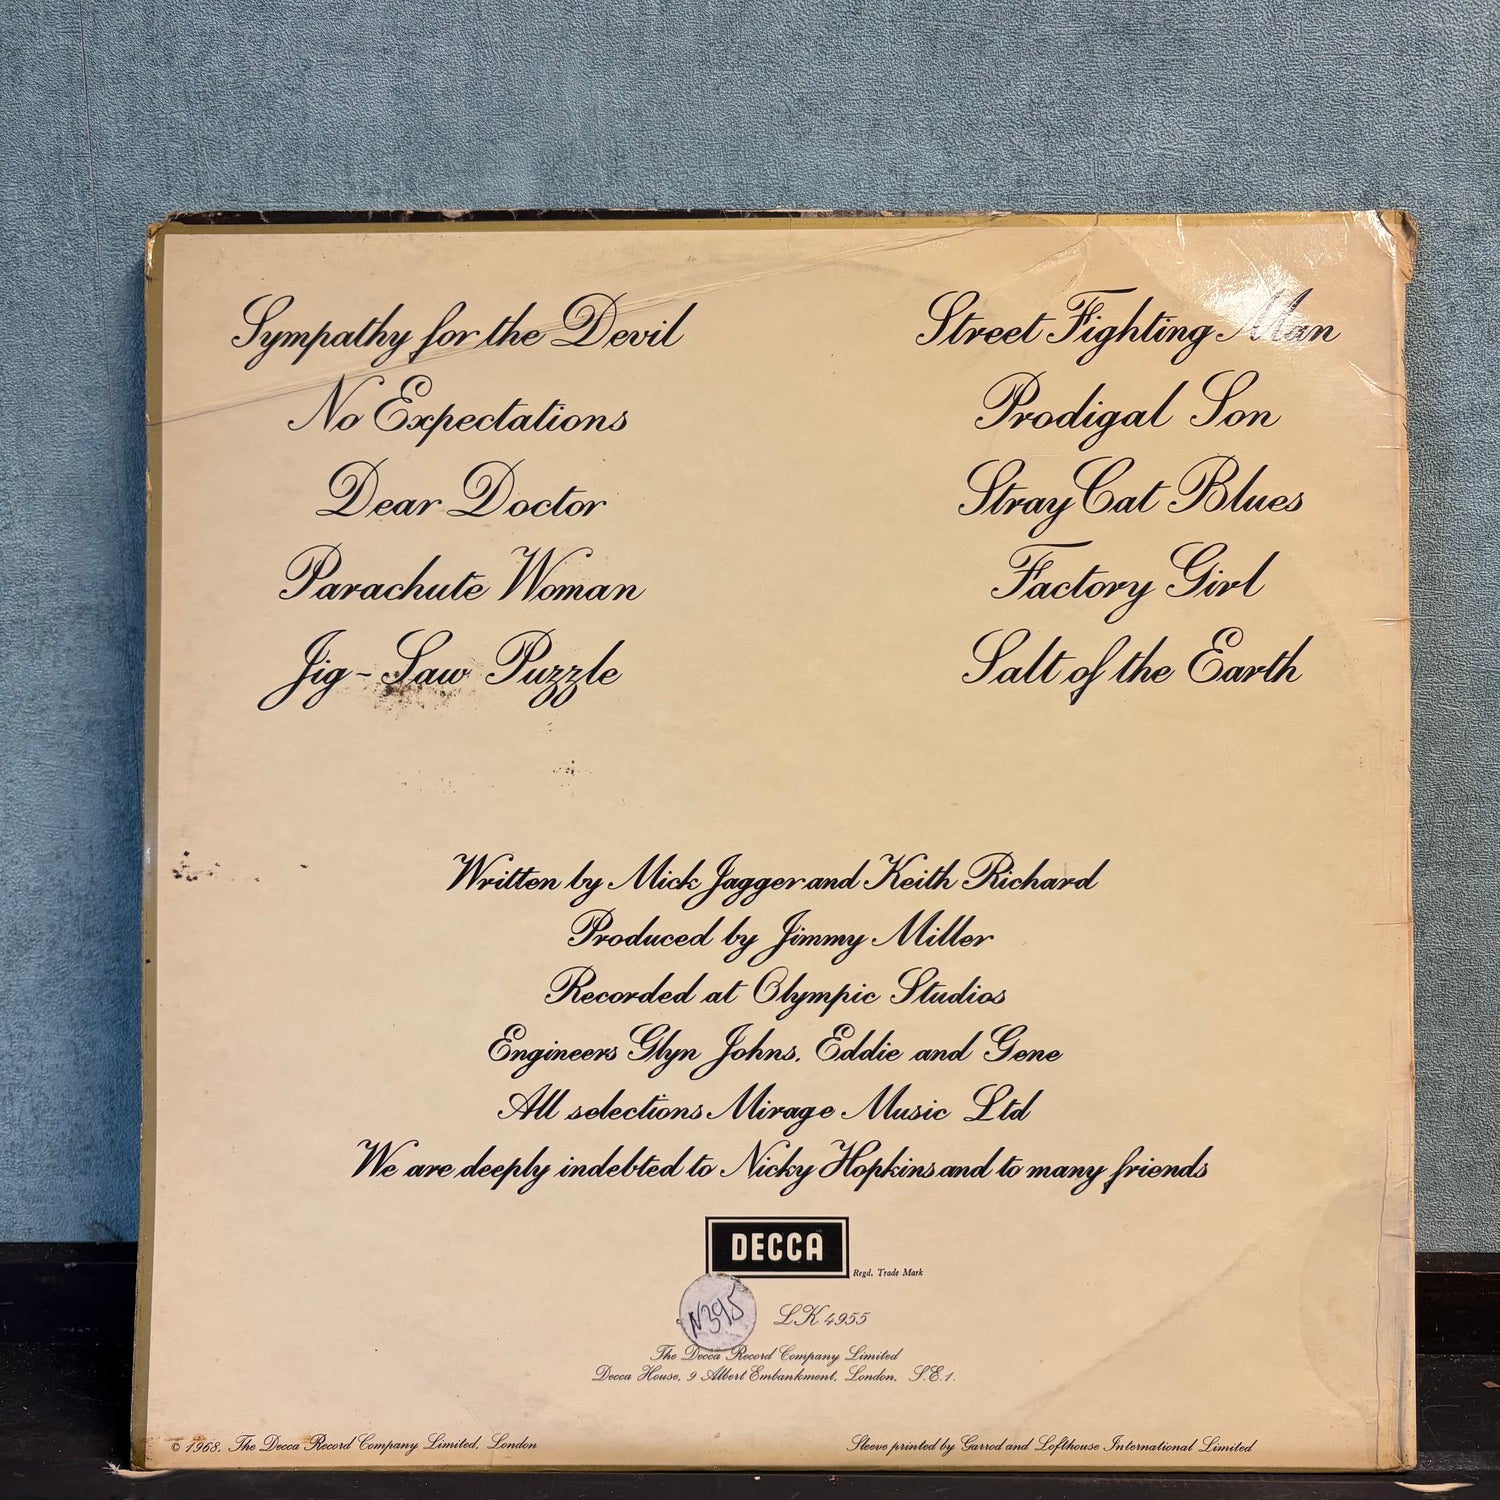 Sympathy for the Devil
No Expectations
Dear Doctor
Parachute Woman
Jig-Saw Puzzle
Street Fighting Man
Prodigal Son
Stray Cat Blues
Factory Girl
Salt of the Earth
Written by Mick Jagger and Keith Richard
Produced by Jimmy Miller
Recorded at Olympic Studios
Engineers Glyn Johns, Eddie and Gene
All selections Mirage Music Ltd
We are deeply indebted to Nicky Hopkins and to many friends
DECCA
Regd. Trade Mark
N395
LK 4955
The Decca Record Company Limited
Decca House, 9 Albert Embankment, London, S.E.1.
© 1968, The Decca Record Company Limited, London
Sleeve printed by Garrod and Lofthouse International Limited